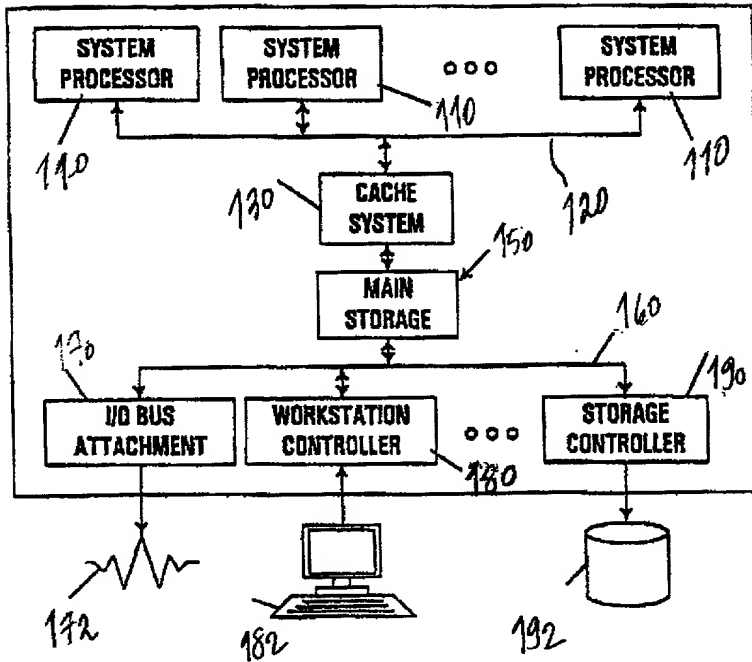 SYSTEM PROCESSOR
110
SYSTEM PROCESSOR
110
SYSTEM PROCESSOR
110
120
CACHE SYSTEM
130
MAIN STORAGE
150
160
I/O BUS ATTACHMENT
170
WORKSTATION CONTROLLER
180
STORAGE CONTROLLER
190
172
182
192